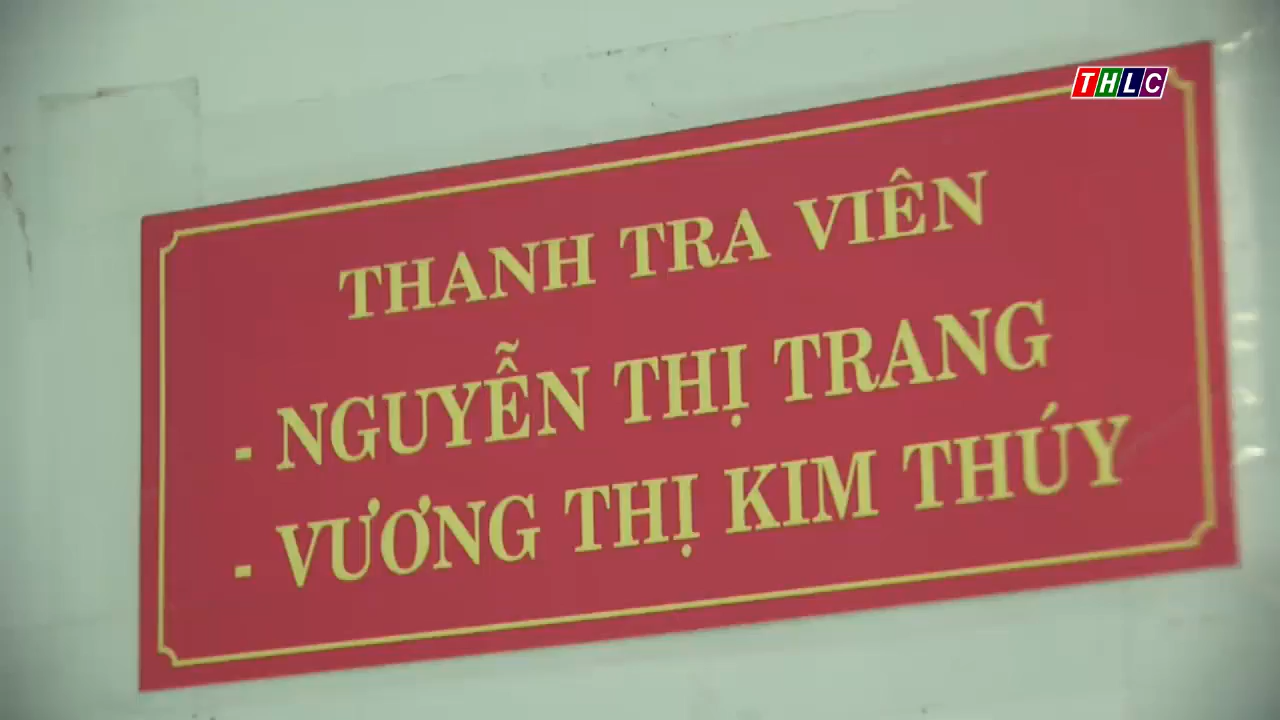 THLC
THANH TRA VIÊN
- NGUYỄN THỊ TRANG
- VƯƠNG THỊ KIM THÚY